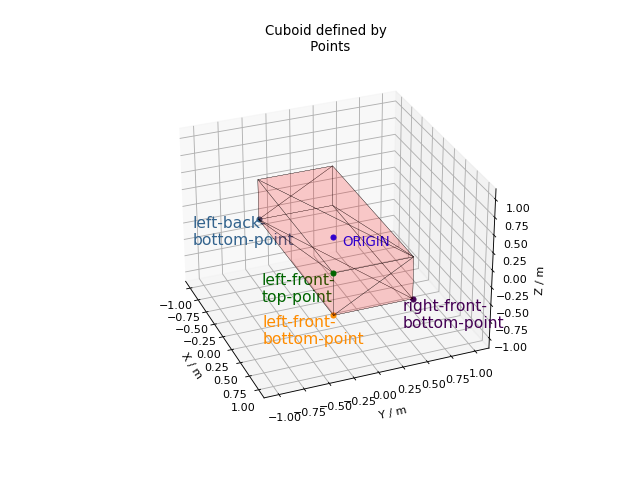 Cuboid defined by
Points
left-back-
bottom-point
ORIGIN
left-front-
top-point
right-front-
bottom-point
left-front-
bottom-point
1.00
0.75
0.50
0.25
0.00
−0.25
−0.50
−0.75
−1.00
Z / m
−1.00
−0.75
−0.50
−0.25
0.00
0.25
0.50
0.75
1.00
X / m
−1.00
−0.75
−0.50
−0.25
0.00
0.25
0.50
0.75
1.00
Y / m